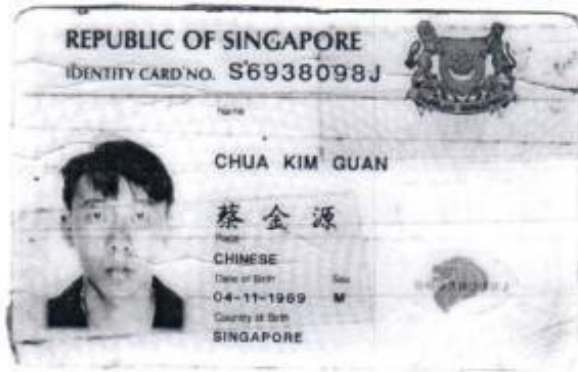 REPUBLIC OF SINGAPORE
IDENTITY CARD NO. S6938098J
Name
CHUA KIM GUAN
蔡金源
Race
CHINESE
Date of Birth Sex
04-11-1969 M
Country of Birth
SINGAPORE